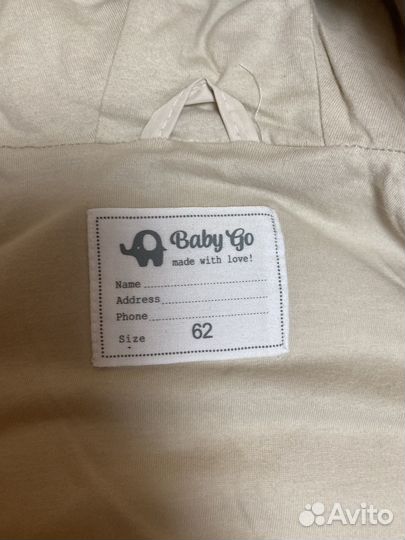 Baby Go
made with love!
Name
Address
Phone
Size 62
Avito